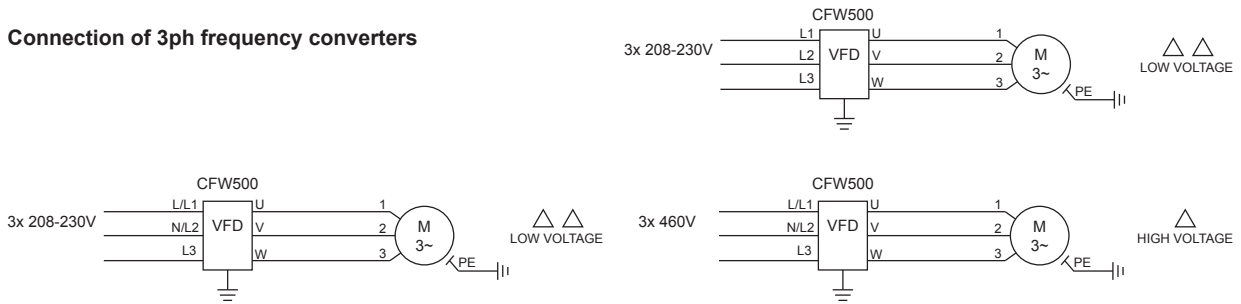 Connection of 3ph frequency converters
CFW500
3x 208-230V
L1
L2
L3
VFD
U
V
W
1
2
3
M
3~
PE
LOW VOLTAGE
CFW500
3x 208-230V
L/L1
N/L2
L3
VFD
U
V
W
1
2
3
M
3~
PE
LOW VOLTAGE
CFW500
3x 460V
L/L1
N/L2
L3
VFD
U
V
W
1
2
3
M
3~
PE
HIGH VOLTAGE